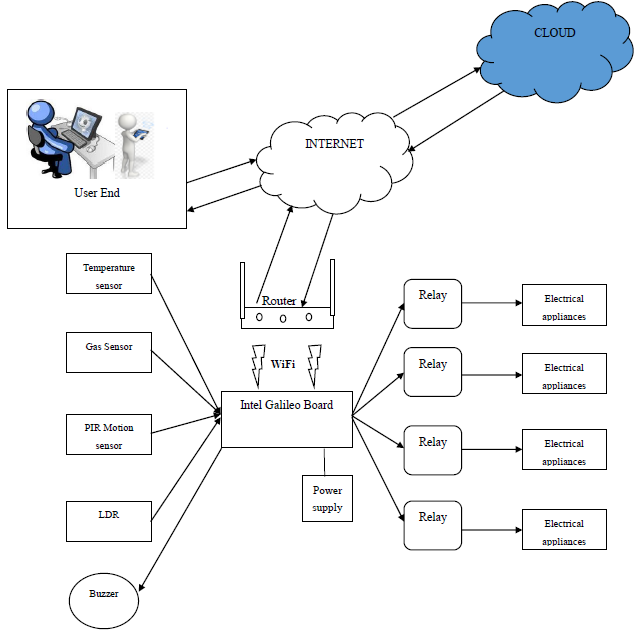 CLOUD
INTERNET
User End
Temperature
sensor
Router
Relay
Electrical
appliances
Gas Sensor
WiFi
Relay
Electrical
appliances
Intel Galileo Board
PIR Motion
sensor
Relay
Electrical
appliances
Power
supply
LDR
Relay
Electrical
appliances
Buzzer